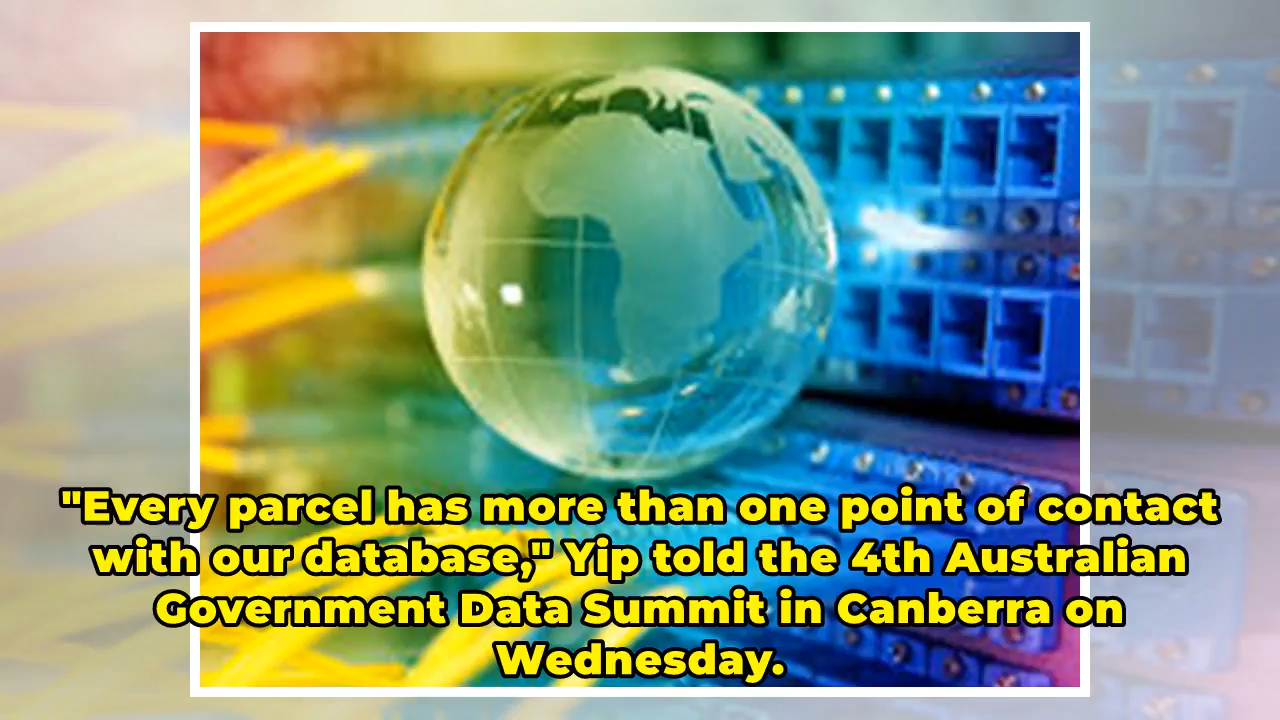 "Every parcel has more than one point of contact
with our database," Yip told the 4th Australian
Government Data Summit in Canberra on
Wednesday.